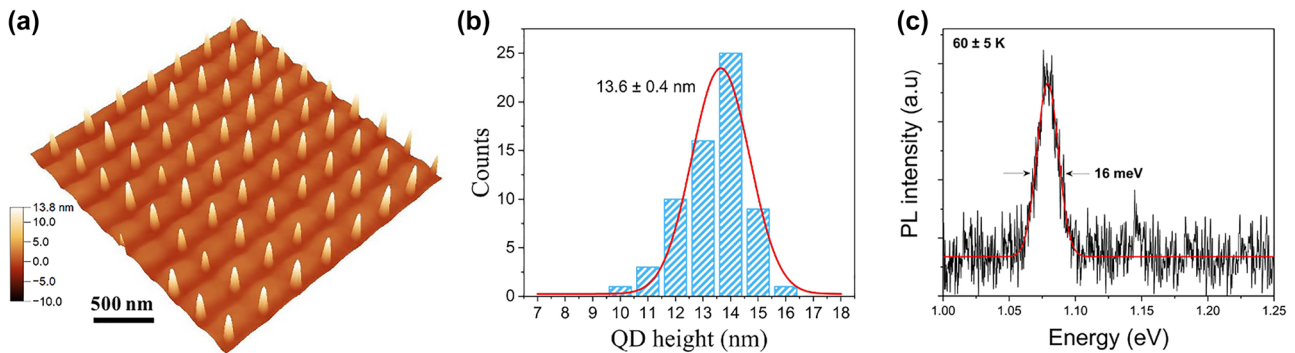 (a)
13.8 nm
10.0
5.0
0.0
−5.0
−10.0
500 nm
(b)
Counts
25
20
15
10
5
0
13.6 ± 0.4 nm
7 8 9 10 11 12 13 14 15 16 17 18
QD height (nm)
(c)
PL intensity (a.u)
60 ± 5 K
16 meV
1.00 1.05 1.10 1.15 1.20 1.25
Energy (eV)